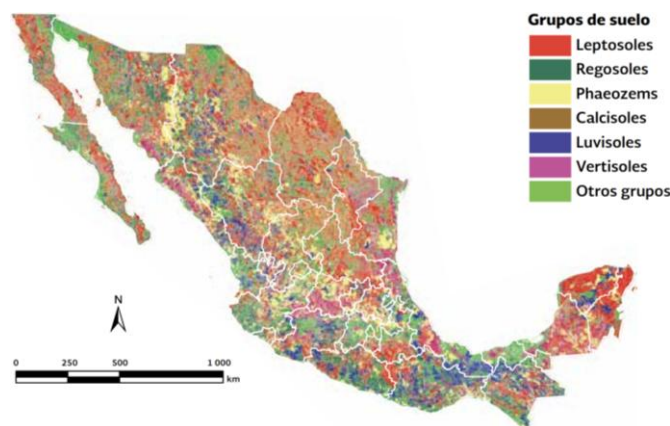 Grupos de suelo
Leptosoles
Regosoles
Phaeozems
Calcisoles
Luvisoles
Vertisoles
Otros grupos
N
0 250 500 1 000
km